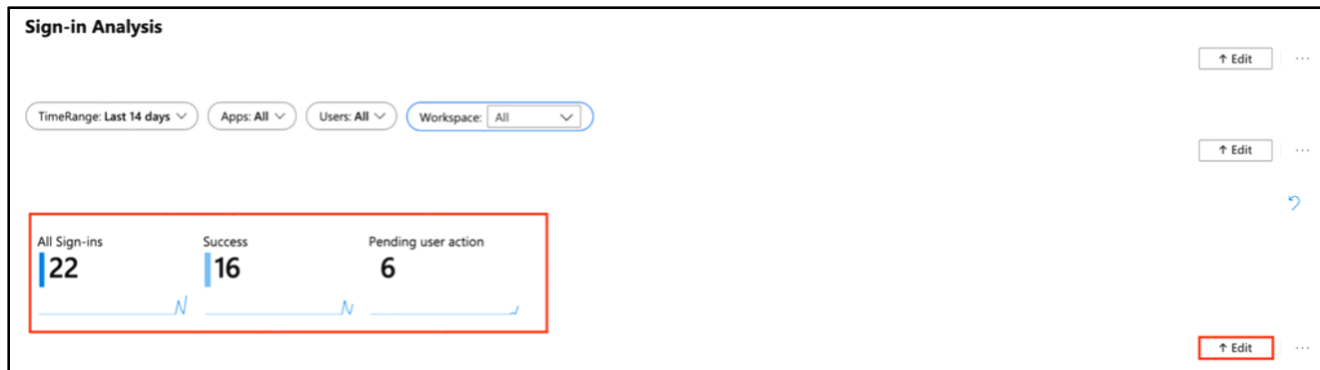 Sign-in Analysis
↑ Edit ...
TimeRange: Last 14 days Apps: All Users: All Workspace: All
↑ Edit ...
All Sign-ins Success Pending user action
22 16 6
↑ Edit ...